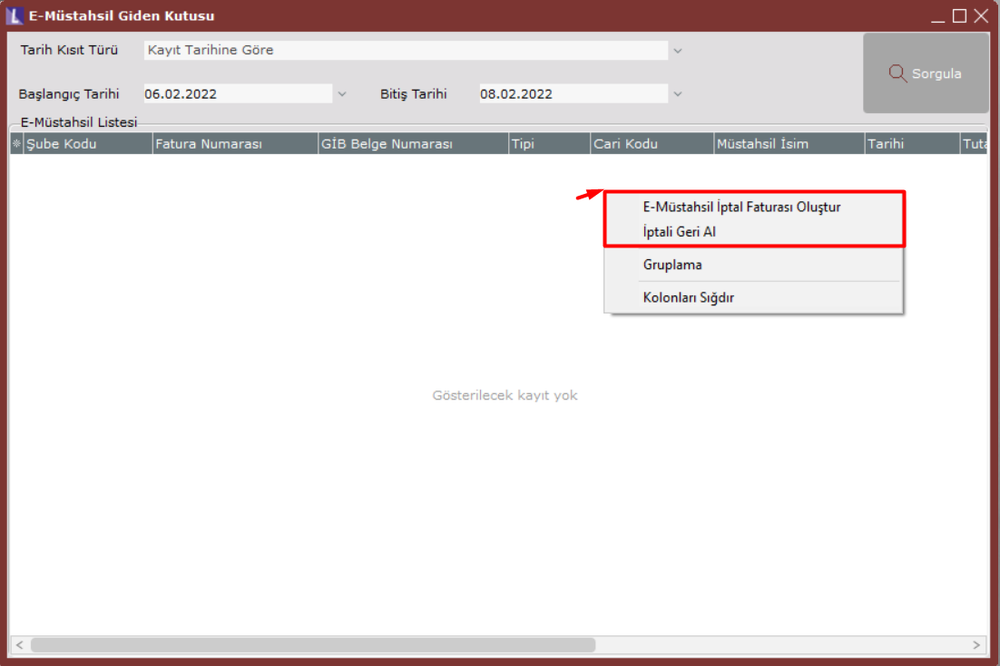 E-Müstahsil Giden Kutusu
Tarih Kısıt Türü Kayıt Tarihine Göre
Sorgula
Başlangıç Tarihi 06.02.2022 Bitiş Tarihi 08.02.2022
E-Müstahsil Listesi
Şube Kodu Fatura Numarası GİB Belge Numarası Tipi Cari Kodu Müstahsil İsim Tarihi Tuta
E-Müstahsil İptal Faturası Oluştur
İptali Geri Al
Gruplama
Kolonları Sığdır
Gösterilecek kayıt yok